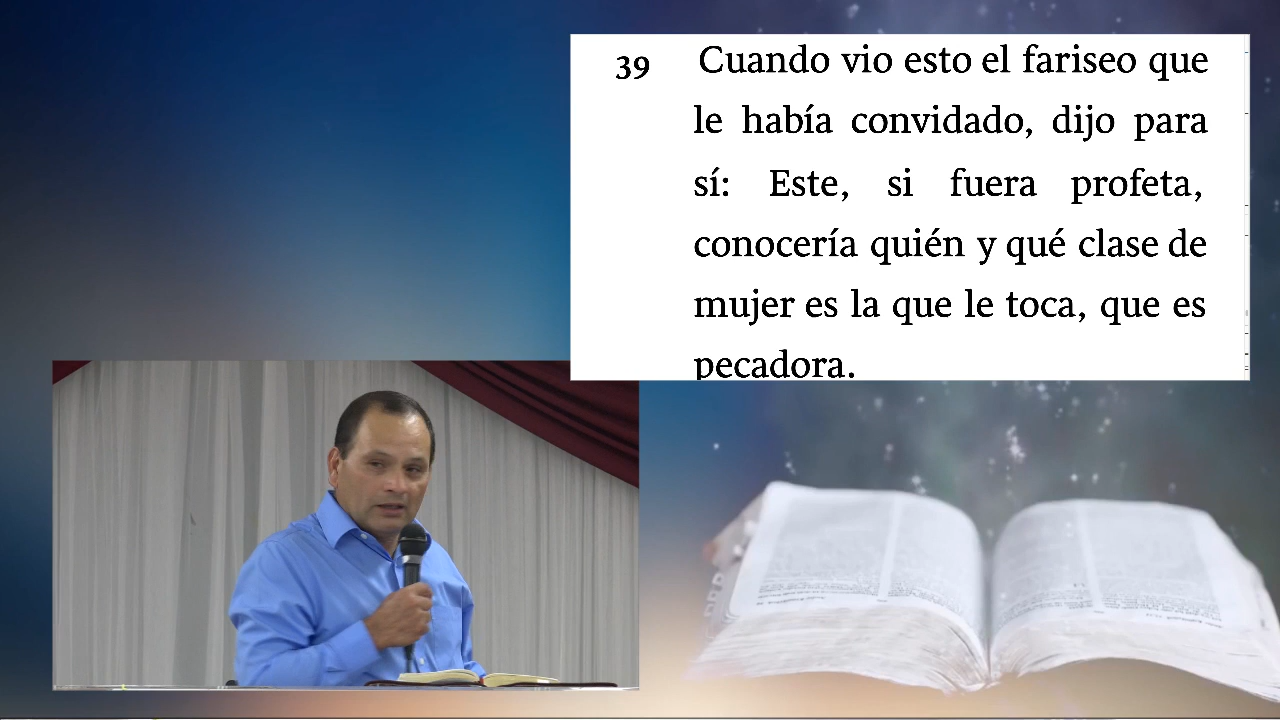 39 Cuando vio esto el fariseo que
le había convidado, dijo para
sí: Este, si fuera profeta,
conocería quién y qué clase de
mujer es la que le toca, que es
pecadora.